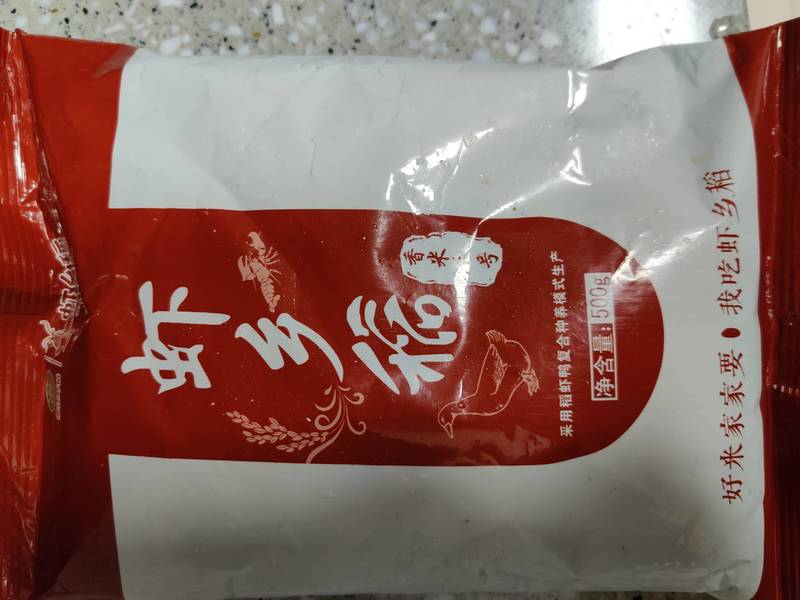 虾乡稻
香米 号
采用稻虾鸭复合种养模式生产
净含量:500g
好米家家要 我吃虾乡稻